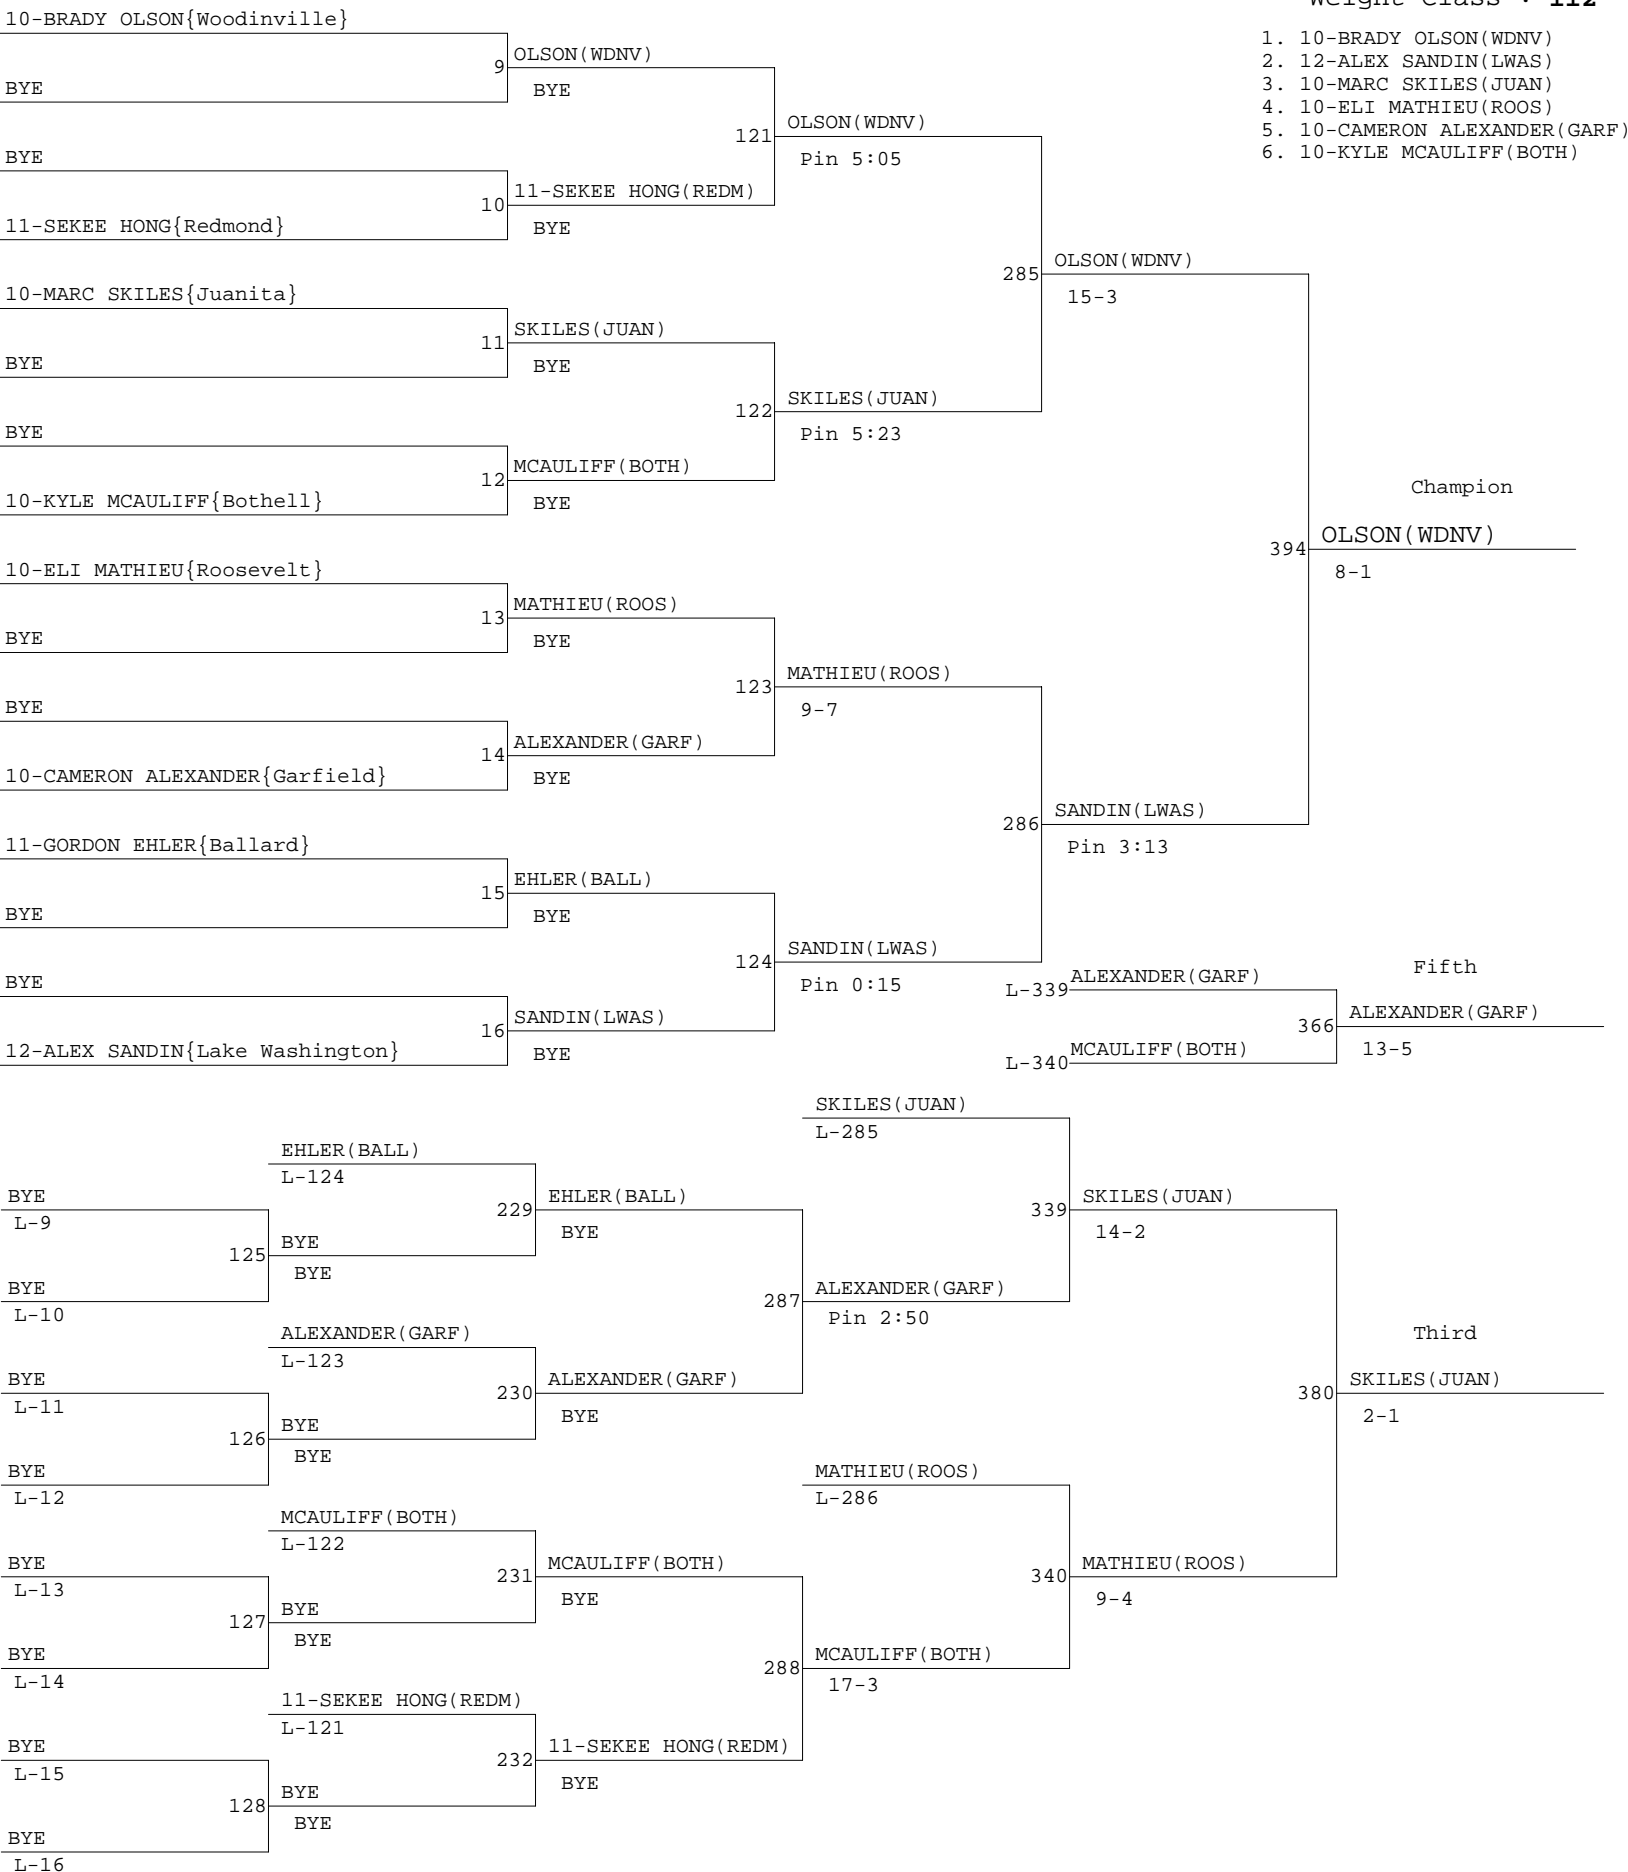 Weight Class : 112
1. 10-BRADY OLSON(WDNV)
2. 12-ALEX SANDIN(LWAS)
3. 10-MARC SKILES(JUAN)
4. 10-ELI MATHIEU(ROOS)
5. 10-CAMERON ALEXANDER(GARF)
6. 10-KYLE MCAULIFF(BOTH)
10-BRADY OLSON{Woodinville}
BYE
BYE
11-SEKEE HONG{Redmond}
10-MARC SKILES{Juanita}
BYE
BYE
10-KYLE MCAULIFF{Bothell}
10-ELI MATHIEU{Roosevelt}
BYE
BYE
10-CAMERON ALEXANDER{Garfield}
11-GORDON EHLER{Ballard}
BYE
BYE
12-ALEX SANDIN{Lake Washington}
9
OLSON(WDNV)
BYE
10
11-SEKEE HONG(REDM)
BYE
11
SKILES(JUAN)
BYE
12
MCAULIFF(BOTH)
BYE
13
MATHIEU(ROOS)
BYE
14
ALEXANDER(GARF)
BYE
15
EHLER(BALL)
BYE
16
SANDIN(LWAS)
BYE
121
OLSON(WDNV)
Pin 5:05
122
SKILES(JUAN)
Pin 5:23
123
MATHIEU(ROOS)
9-7
124
SANDIN(LWAS)
Pin 0:15
285
OLSON(WDNV)
15-3
286
SANDIN(LWAS)
Pin 3:13
Champion
394
OLSON(WDNV)
8-1
Fifth
L-339
ALEXANDER(GARF)
L-340
MCAULIFF(BOTH)
366
ALEXANDER(GARF)
13-5
BYE
L-9
BYE
L-10
BYE
L-11
BYE
L-12
BYE
L-13
BYE
L-14
BYE
L-15
BYE
L-16
EHLER(BALL)
L-124
125
BYE
BYE
ALEXANDER(GARF)
L-123
126
BYE
BYE
MCAULIFF(BOTH)
L-122
127
BYE
BYE
11-SEKEE HONG(REDM)
L-121
128
BYE
BYE
229
EHLER(BALL)
BYE
230
ALEXANDER(GARF)
BYE
231
MCAULIFF(BOTH)
BYE
232
11-SEKEE HONG(REDM)
BYE
SKILES(JUAN)
L-285
287
ALEXANDER(GARF)
Pin 2:50
MATHIEU(ROOS)
L-286
288
MCAULIFF(BOTH)
17-3
339
SKILES(JUAN)
14-2
340
MATHIEU(ROOS)
9-4
Third
380
SKILES(JUAN)
2-1